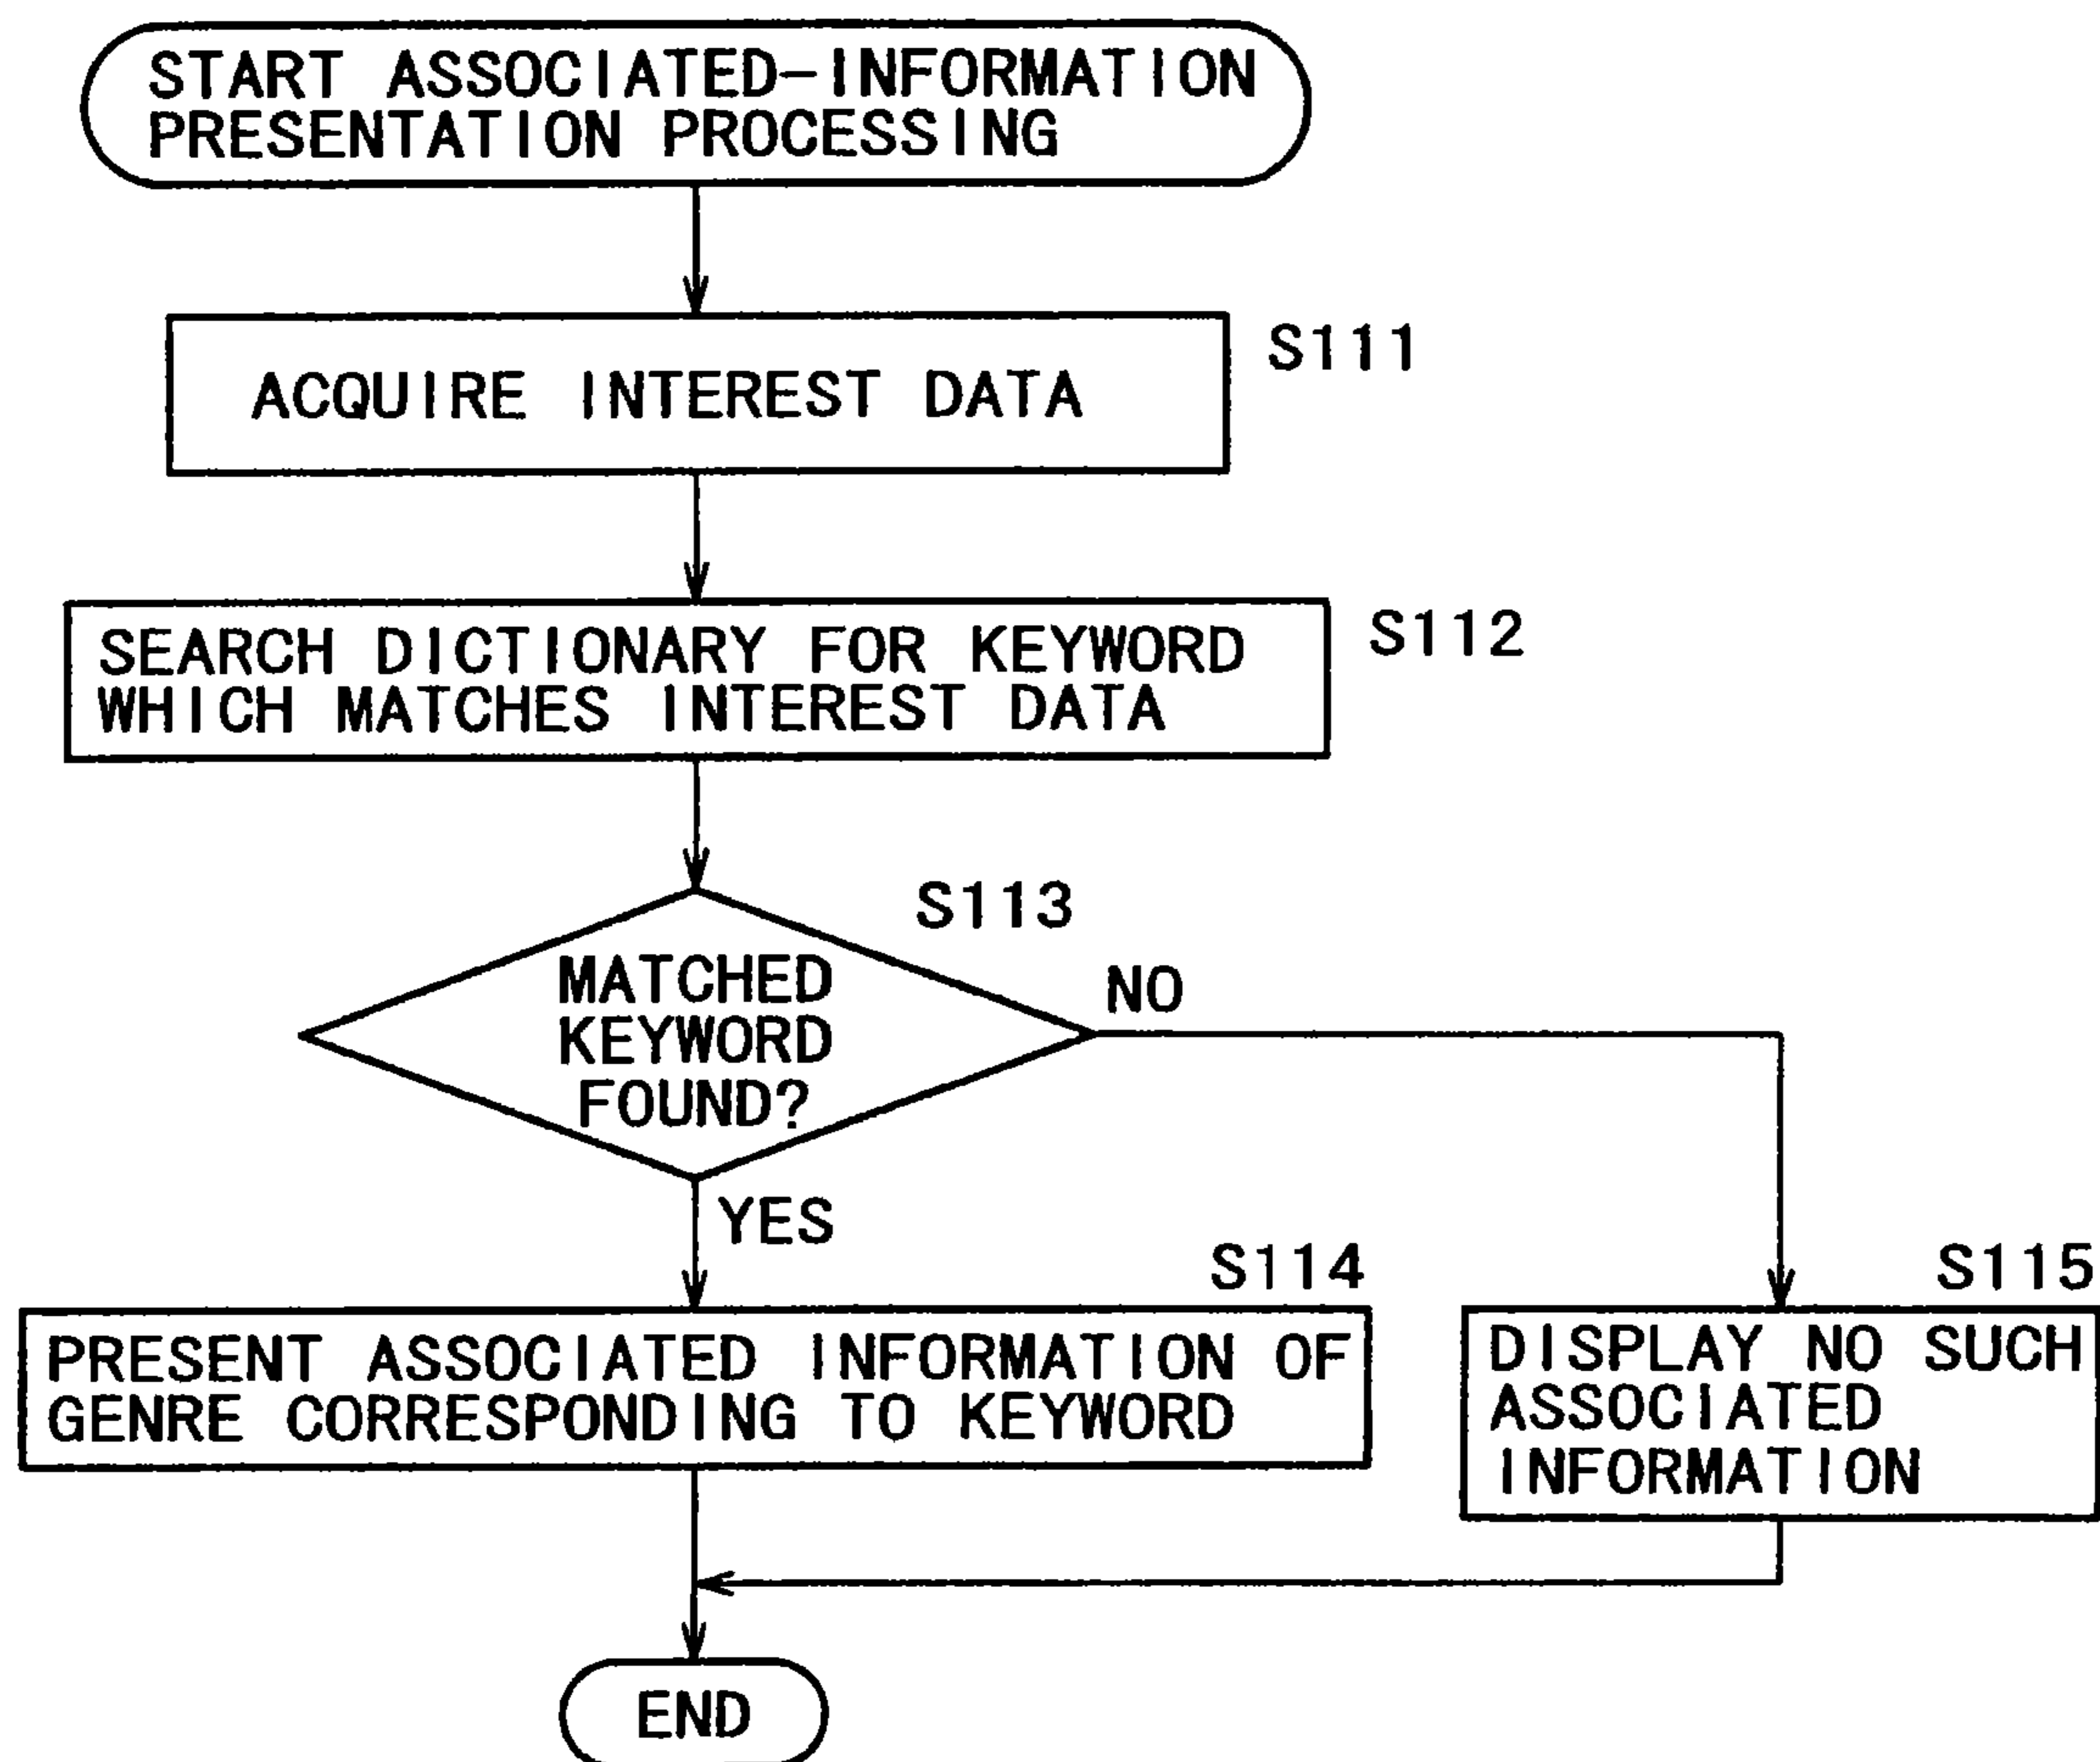 START ASSOCIATED-INFORMATION
PRESENTATION PROCESSING
S111
ACQUIRE INTEREST DATA
S112
SEARCH DICTIONARY FOR KEYWORD
WHICH MATCHES INTEREST DATA
S113
MATCHED
KEYWORD
FOUND?
NO
YES
S114
PRESENT ASSOCIATED INFORMATION OF
GENRE CORRESPONDING TO KEYWORD
S115
DISPLAY NO SUCH
ASSOCIATED
INFORMATION
END